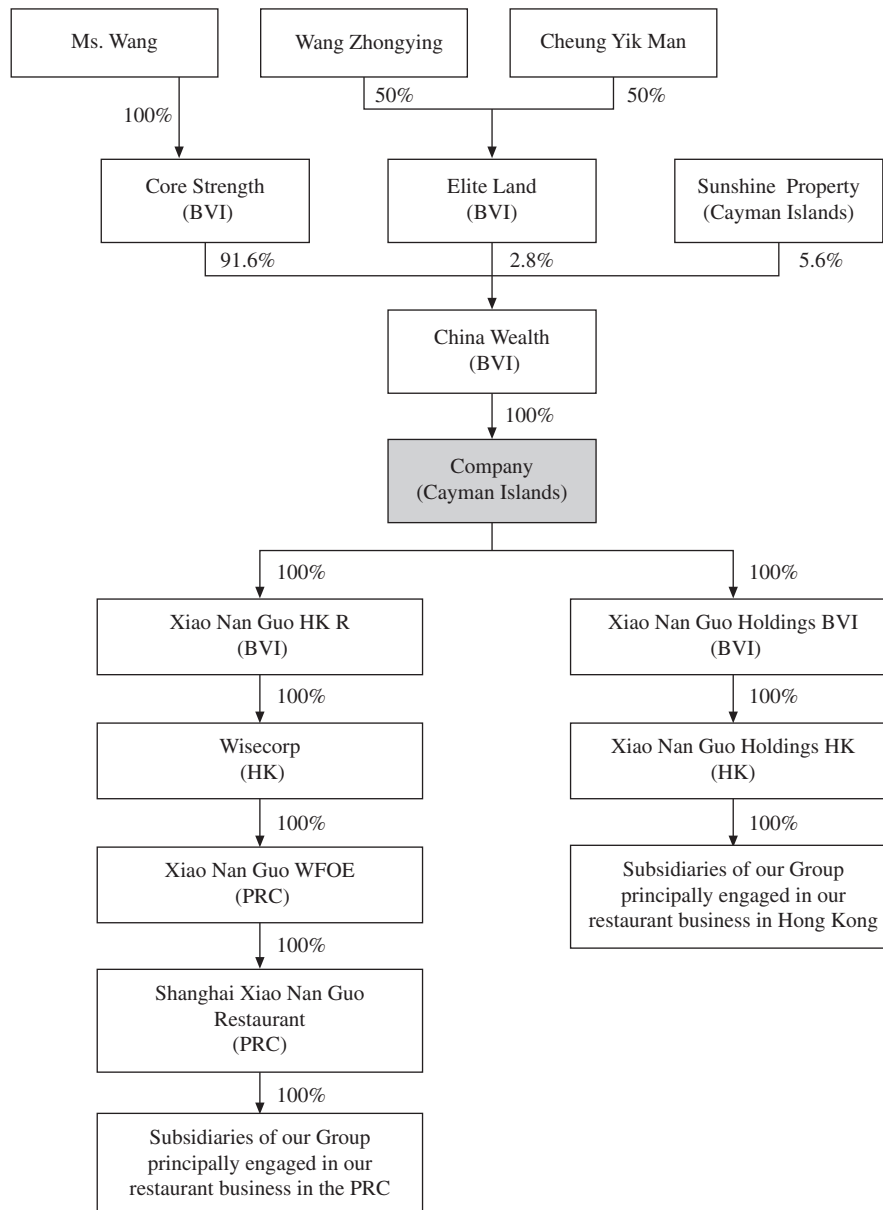 Ms. Wang
Wang Zhongying
Cheung Yik Man
100%
50%
50%
Core Strength
(BVI)
Elite Land
(BVI)
Sunshine Property
(Cayman Islands)
91.6%
2.8%
5.6%
China Wealth
(BVI)
100%
Company
(Cayman Islands)
100%
100%
Xiao Nan Guo HK R
(BVI)
Xiao Nan Guo Holdings BVI
(BVI)
100%
100%
Wisecorp
(HK)
Xiao Nan Guo Holdings HK
(HK)
100%
100%
Xiao Nan Guo WFOE
(PRC)
Subsidiaries of our Group
principally engaged in our
restaurant business in Hong Kong
100%
Shanghai Xiao Nan Guo
Restaurant
(PRC)
100%
Subsidiaries of our Group
principally engaged in our
restaurant business in the PRC